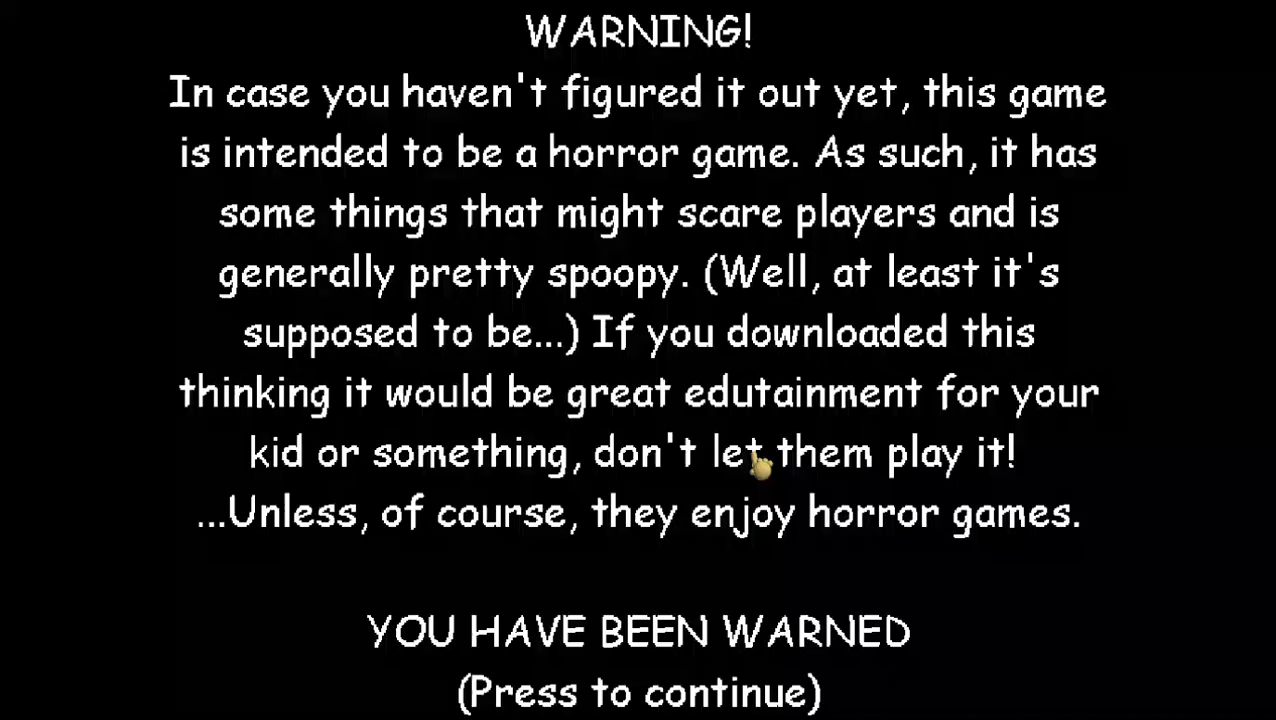 WARNING!
In case you haven't figured it out yet, this game
is intended to be a horror game. As such, it has
some things that might scare players and is
generally pretty spoopy. (Well, at least it's
supposed to be...) If you downloaded this
thinking it would be great edutainment for your
kid or something, don't let them play it!
...Unless, of course, they enjoy horror games.
YOU HAVE BEEN WARNED
(Press to continue)